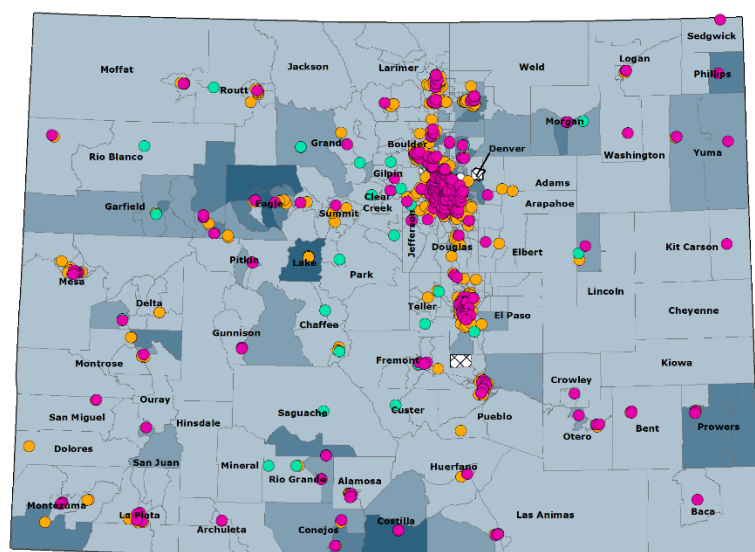 Sedgwick
Moffat
Jackson
Larimer
Weld
Logan
Phillips
Routt
Morgan
Boulder
Denver
Grand
Washington
Yuma
Rio Blanco
Gilpin
Adams
Garfield
Eagle
Summit
Clear
Creek
Arapahoe
Jefferson
Douglas
Elbert
Kit Carson
Pitkin
Lake
Park
Mesa
Lincoln
Delta
Teller
El Paso
Cheyenne
Chaffee
Gunnison
Fremont
Montrose
Kiowa
Crowley
Ouray
Saguache
Custer
Pueblo
San Miguel
Hinsdale
Otero
Bent
Prowers
Dolores
San Juan
Mineral
Huerfano
Rio Grande
Alamosa
Montezuma
La Plata
Archuleta
Conejos
Costilla
Las Animas
Baca